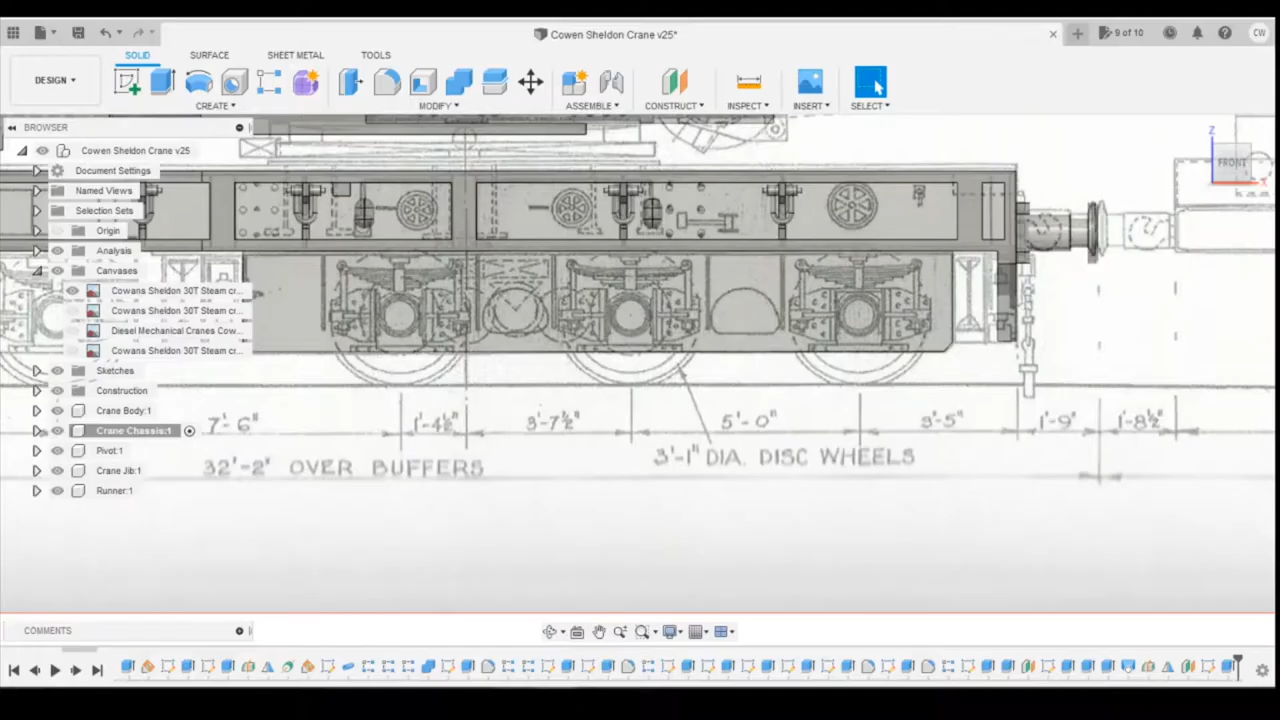 Cowen Sheldon Crane v25*
9 of 10
CW
DESIGN
SOLID
SURFACE
SHEET METAL
TOOLS
CREATE
MODIFY
ASSEMBLE
CONSTRUCT
INSPECT
INSERT
SELECT
BROWSER
Cowen Sheldon Crane v25
Document Settings
Named Views
Selection Sets
Origin
Analysis
Canvases
Cowans Sheldon 30T Steam cr...
Cowans Sheldon 30T Steam cr...
Diesel Mechanical Cranes Cow...
Cowans Sheldon 30T Steam cr...
Sketches
Construction
Crane Body:1
Crane Chassis:1
Pivot:1
Crane Jib:1
Runner:1
Z
FRONT
X
7'-6" 1'-4½" 3'-7½" 5'-0" 3'-5" 1'-9" 1'-8½"
32'-2" OVER BUFFERS
3'-1" DIA. DISC WHEELS
COMMENTS